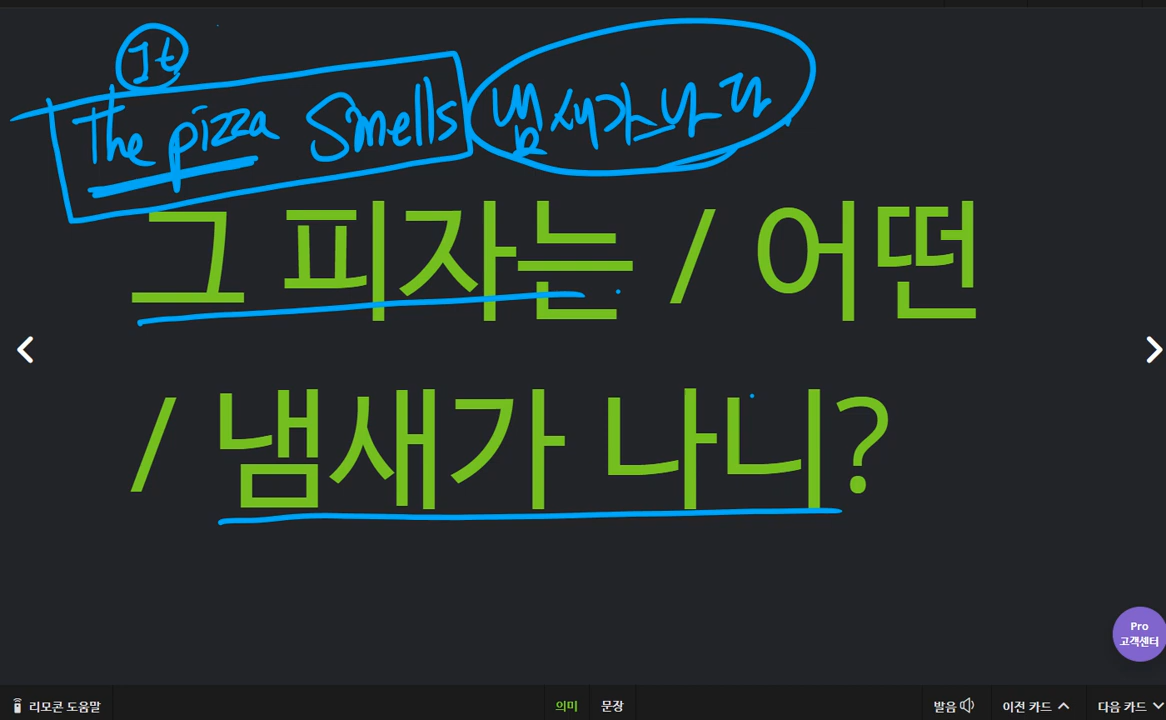 It
The pizza smells 냄새가 나
그 피자는 / 어떤
/ 냄새가 나니?
Pro
고객센터
리모콘 도움말
의미
문장
발음
이전 카드
다음 카드